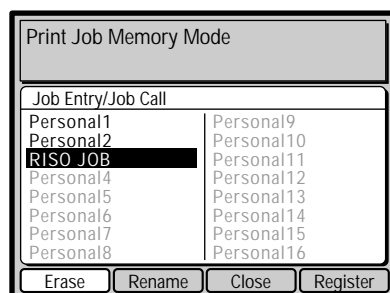 Print Job Memory Mode
Job Entry/Job Call
Personal1
Personal2
RISO JOB
Personal4
Personal5
Personal6
Personal7
Personal8
Personal9
Personal10
Personal11
Personal12
Personal13
Personal14
Personal15
Personal16
Erase
Rename
Close
Register